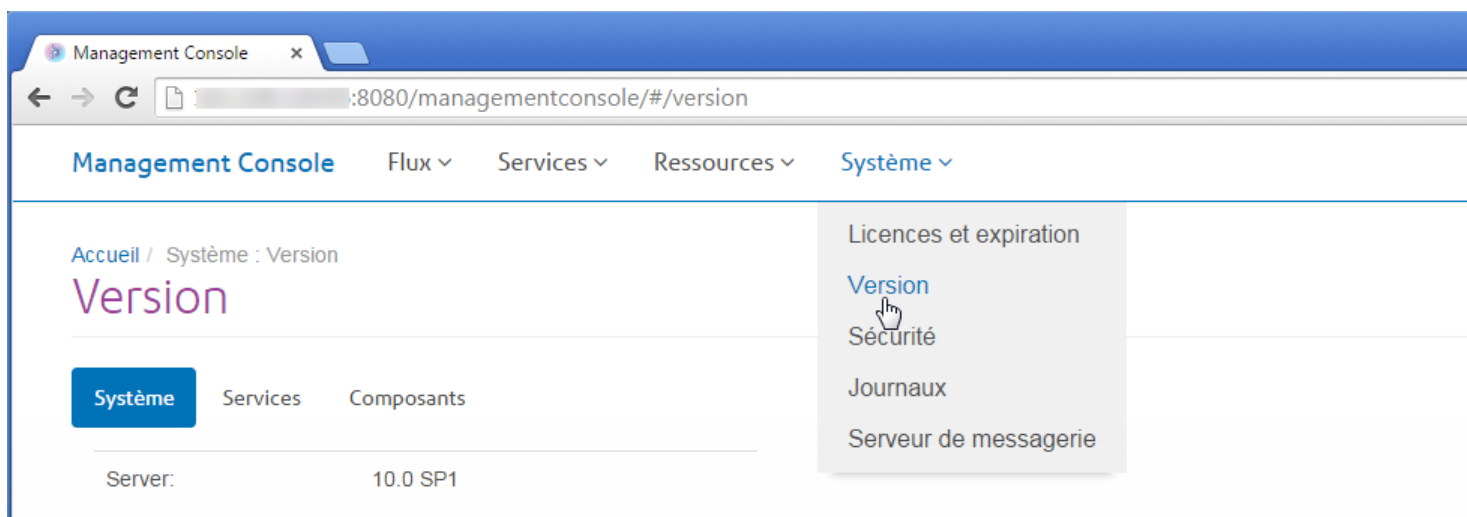 Management Console
:8080/managementconsole/#/version
Management Console Flux Services Ressources Système
Licences et expiration
Version
Sécurité
Journaux
Serveur de messagerie
Accueil / Système : Version
Version
Système Services Composants
Server: 10.0 SP1